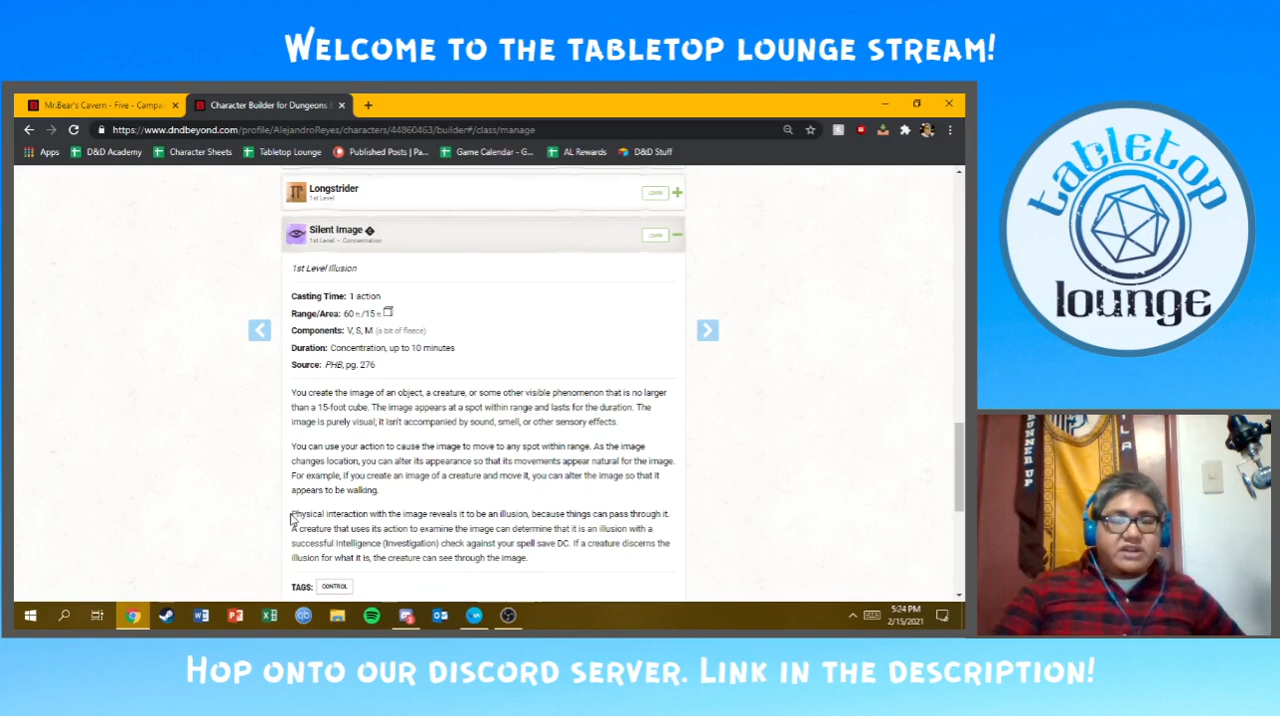 WELCOME TO THE TABLETOP LOUNGE STREAM!
Mr.Bear's Cavern - Five - Campa
Character Builder for Dungeons
https://www.dndbeyond.com/profile/AlejandroReyes/characters/44860463/builder#/class/manage
Apps D&D Academy Character Sheets Tabletop Lounge Published Posts | Pa... Game Calendar - G... AL Rewards D&D Stuff
Longstrider
1st Level
LEARN
Silent Image
1st Level - Concentration
LEARN
1st Level Illusion
Casting Time: 1 action
Range/Area: 60 ft./15 ft.
Components: V, S, M (a bit of fleece)
Duration: Concentration, up to 10 minutes
Source: PHB, pg. 276
You create the image of an object, a creature, or some other visible phenomenon that is no larger
than a 15-foot cube. The image appears at a spot within range and lasts for the duration. The
image is purely visual; it isn't accompanied by sound, smell, or other sensory effects.
You can use your action to cause the image to move to any spot within range. As the image
changes location, you can alter its appearance so that its movements appear natural for the image.
For example, if you create an image of a creature and move it, you can alter the image so that it
appears to be walking.
Physical interaction with the image reveals it to be an illusion, because things can pass through it.
A creature that uses its action to examine the image can determine that it is an illusion with a
successful Intelligence (Investigation) check against your spell save DC. If a creature discerns the
illusion for what it is, the creature can see through the image.
TAGS: CONTROL
5:24 PM
2/15/2021
tabletop
lounge
RUNNER UP
HOP ONTO OUR DISCORD SERVER. LINK IN THE DESCRIPTION!